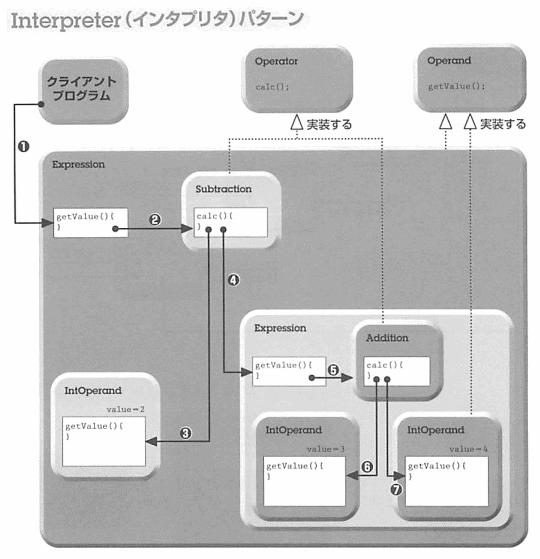 Interpreter(インタプリタ)パターン
クライアント
プログラム
Operator
calc();
Operand
getValue();
実装する
実装する
❶
Expression
Subtraction
getValue(){
}
❷
calc(){
}
❹
Expression
Addition
getValue(){
}
❺
calc(){
}
IntOperand
value=2
getValue(){
}
❸
IntOperand
value=3
getValue(){
}
❻
IntOperand
value=4
getValue(){
}
❼